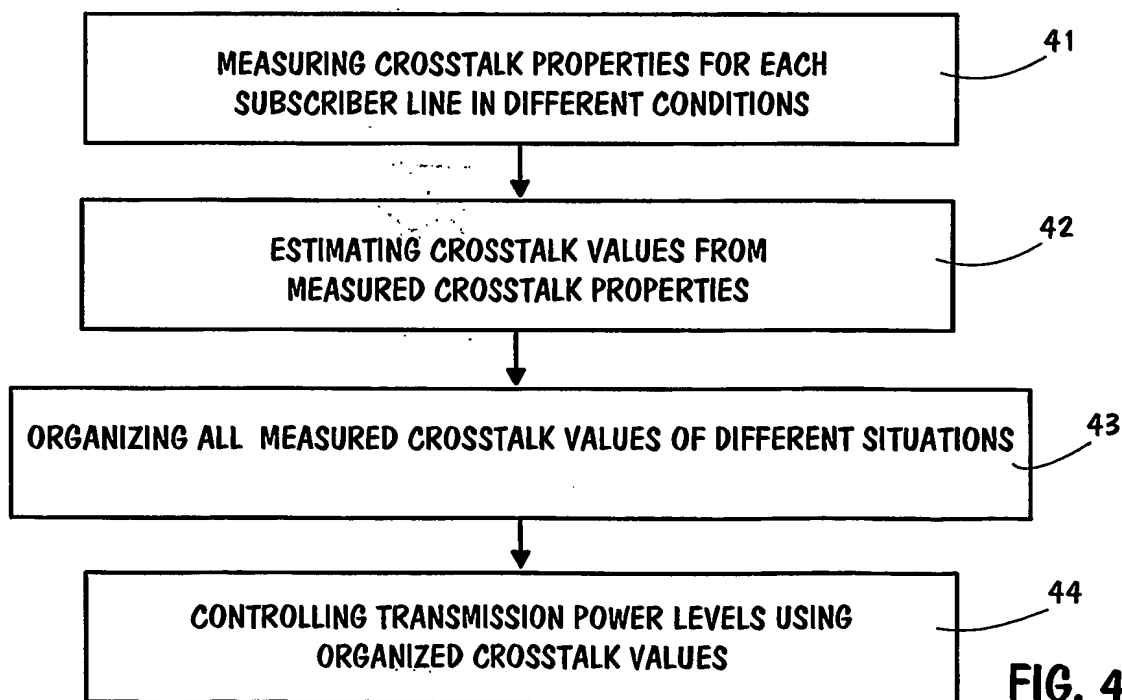 MEASURING CROSSTALK PROPERTIES FOR EACH
SUBSCRIBER LINE IN DIFFERENT CONDITIONS
41
ESTIMATING CROSSTALK VALUES FROM
MEASURED CROSSTALK PROPERTIES
42
ORGANIZING ALL MEASURED CROSSTALK VALUES OF DIFFERENT SITUATIONS
43
CONTROLLING TRANSMISSION POWER LEVELS USING
ORGANIZED CROSSTALK VALUES
44
FIG. 4